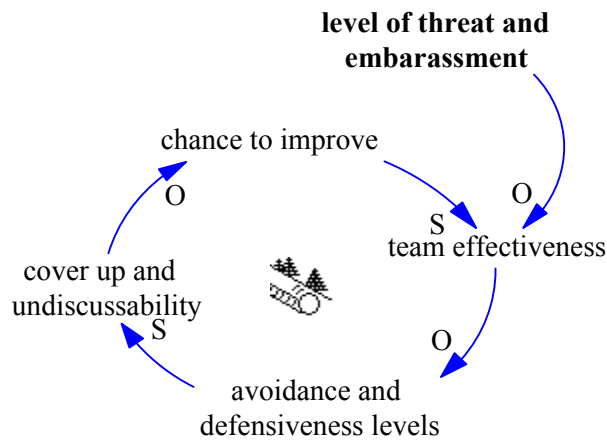 level of threat and
embarassment
chance to improve
O
O
S
team effectiveness
cover up and
undiscussability
S
O
avoidance and
defensiveness levels